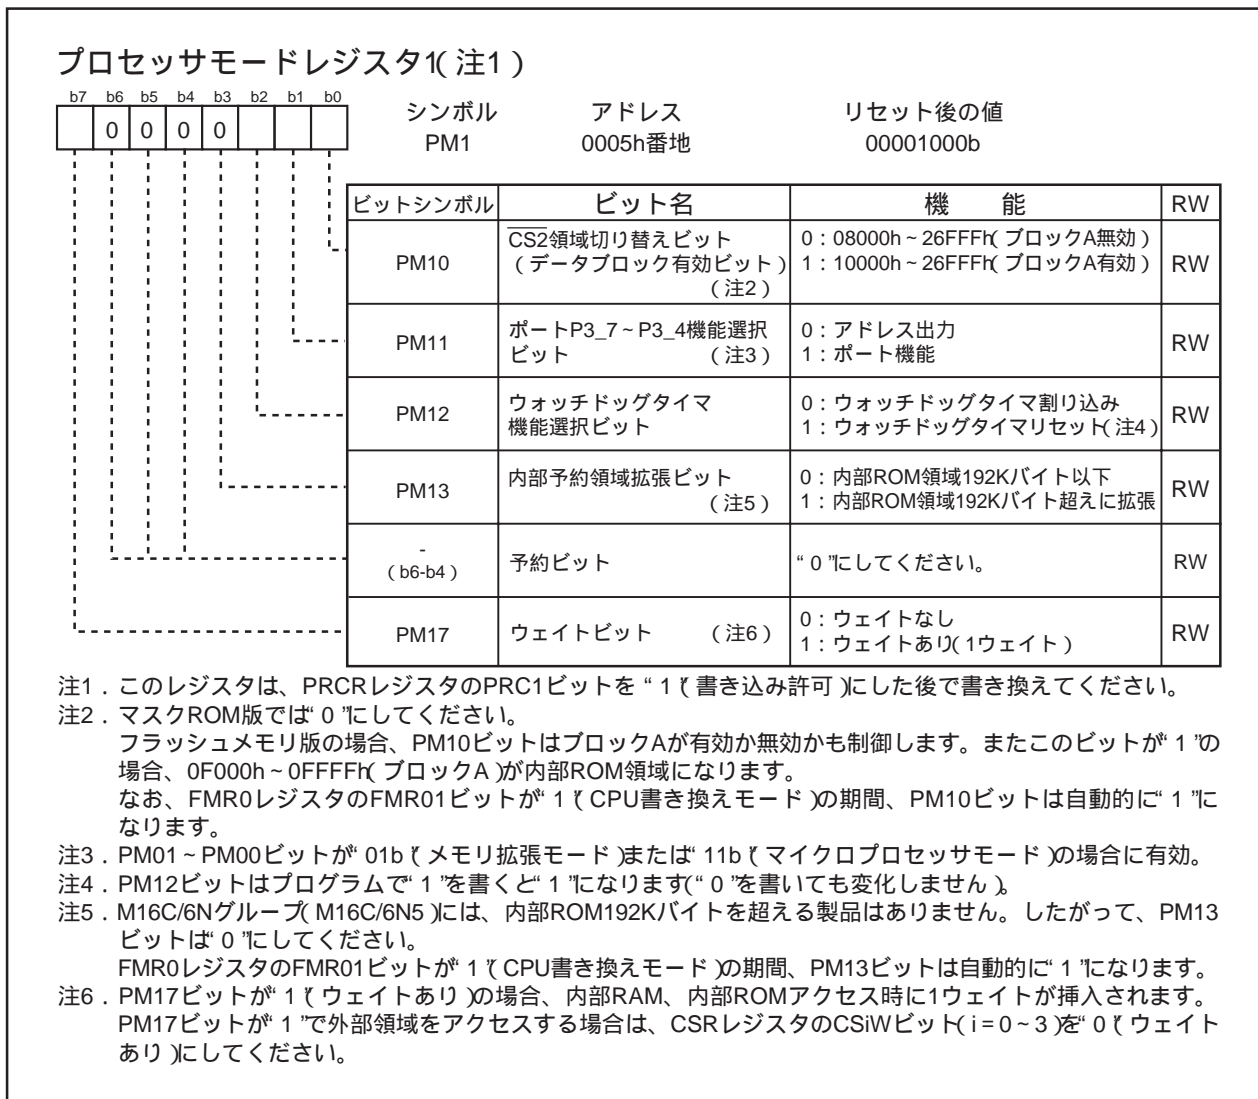 プロセッサモードレジスタ1(注1)
b7 b6 b5 b4 b3 b2 b1 b0
0 0 0 0
シンボル アドレス リセット後の値
PM1 0005h番地 00001000b
ビットシンボル ビット名 機 能 RW
PM10 CS2領域切り替えビット
(データブロック有効ビット)
(注2)
0:08000h~26FFFh(ブロックA無効)
1:10000h~26FFFh(ブロックA有効)
RW
PM11 ポートP3_7~P3_4機能選択
ビット (注3)
0:アドレス出力
1:ポート機能
RW
PM12 ウォッチドッグタイマ
機能選択ビット
0:ウォッチドッグタイマ割り込み
1:ウォッチドッグタイマリセット(注4)
RW
PM13 内部予約領域拡張ビット
(注5)
0:内部ROM領域192Kバイト以下
1:内部ROM領域192Kバイト超えに拡張
RW
-
(b6-b4)
予約ビット
“0”にしてください。
RW
PM17 ウェイトビット (注6)
0:ウェイトなし
1:ウェイトあり(1ウェイト)
RW
注1.このレジスタは、PRCRレジスタのPRC1ビットを“1”(書き込み許可)にした後で書き換えてください。
注2.マスクROM版では“0”にしてください。
フラッシュメモリ版の場合、PM10ビットはブロックAが有効か無効かも制御します。またこのビットが“1”の
場合、0F000h~0FFFFh(ブロックA)が内部ROM領域になります。
なお、FMR0レジスタのFMR01ビットが“1”(CPU書き換えモード)の期間、PM10ビットは自動的に“1”に
なります。
注3.PM01~PM00ビットが“01b”(メモリ拡張モード)または“11b”(マイクロプロセッサモード)の場合に有効。
注4.PM12ビットはプログラムで“1”を書くと“1”になります(“0”を書いても変化しません)。
注5.M16C/6Nグループ(M16C/6N5)には、内部ROM192Kバイトを超える製品はありません。したがって、PM13
ビットは“0”にしてください。
FMR0レジスタのFMR01ビットが“1”(CPU書き換えモード)の期間、PM13ビットは自動的に“1”になります。
注6.PM17ビットが“1”(ウェイトあり)の場合、内部RAM、内部ROMアクセス時に1ウェイトが挿入されます。
PM17ビットが“1”で外部領域をアクセスする場合は、CSRレジスタのCSiWビット(i=0~3)を“0”(ウェイト
あり)にしてください。